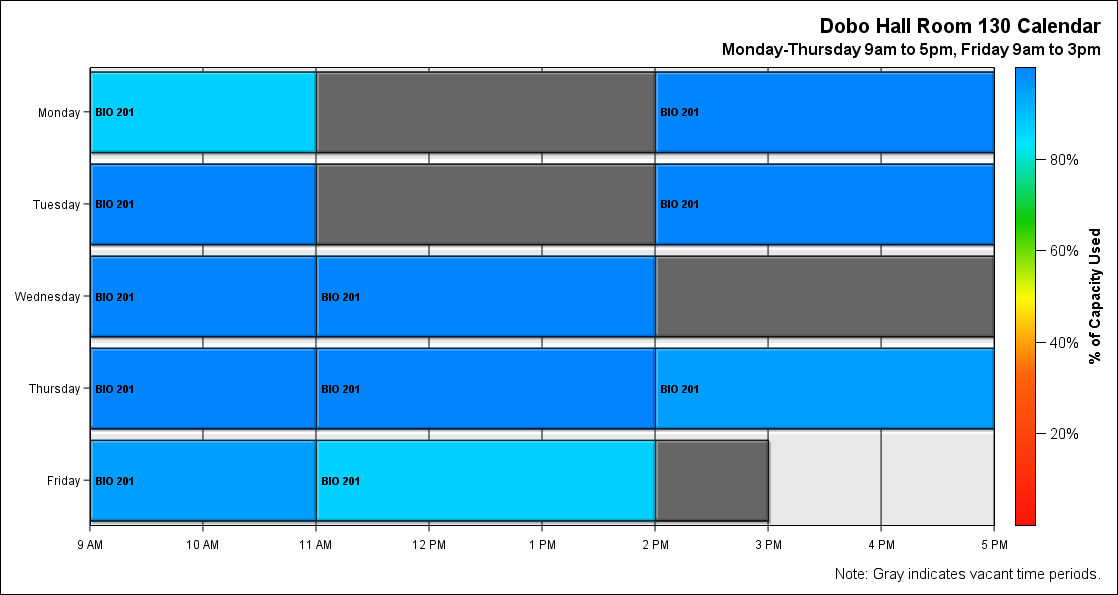 Dobo Hall Room 130 Calendar
Monday-Thursday 9am to 5pm, Friday 9am to 3pm
Monday
BIO 201
BIO 201
Tuesday
BIO 201
BIO 201
Wednesday
BIO 201
BIO 201
Thursday
BIO 201
BIO 201
BIO 201
Friday
BIO 201
BIO 201
9 AM
10 AM
11 AM
12 PM
1 PM
2 PM
3 PM
4 PM
5 PM
80%
60%
40%
20%
% of Capacity Used
Note: Gray indicates vacant time periods.